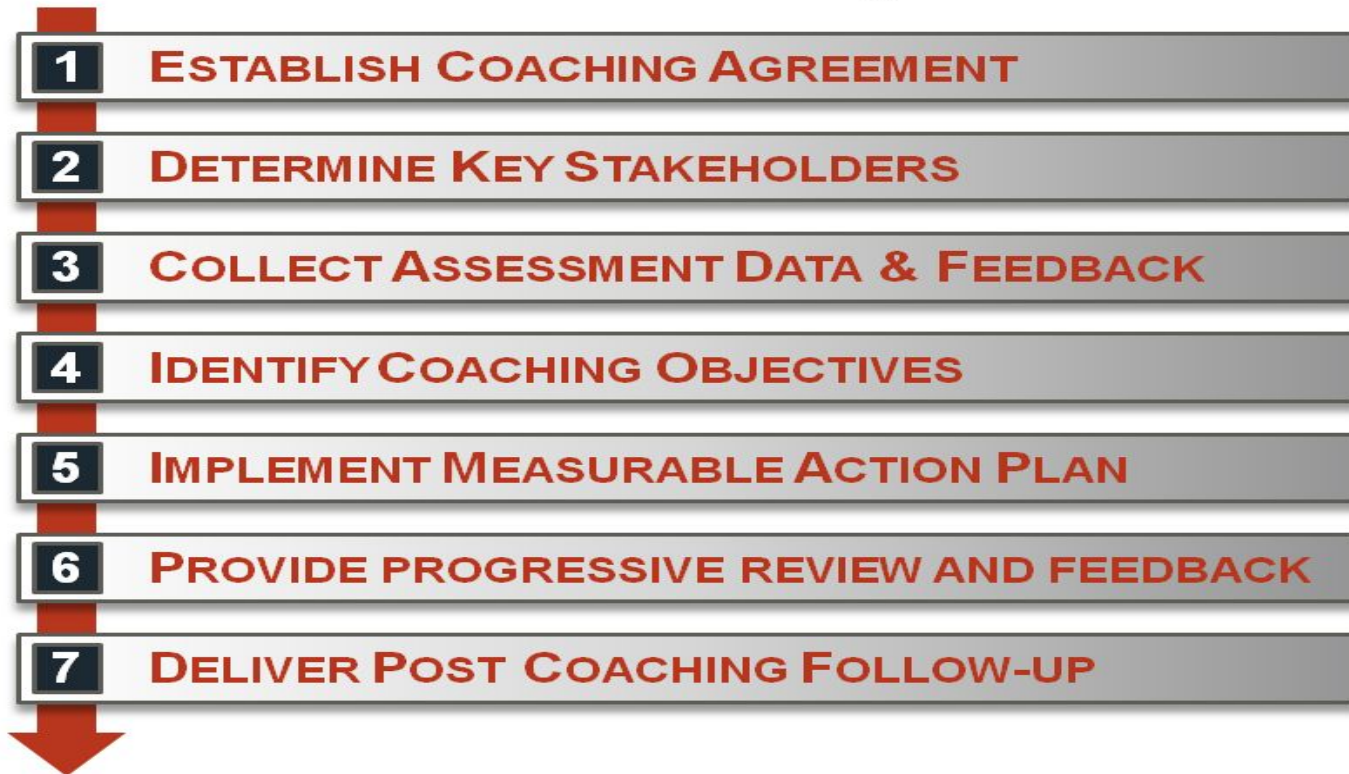 1 ESTABLISH COACHING AGREEMENT
2 DETERMINE KEY STAKEHOLDERS
3 COLLECT ASSESSMENT DATA & FEEDBACK
4 IDENTIFY COACHING OBJECTIVES
5 IMPLEMENT MEASURABLE ACTION PLAN
6 PROVIDE PROGRESSIVE REVIEW AND FEEDBACK
7 DELIVER POST COACHING FOLLOW-UP